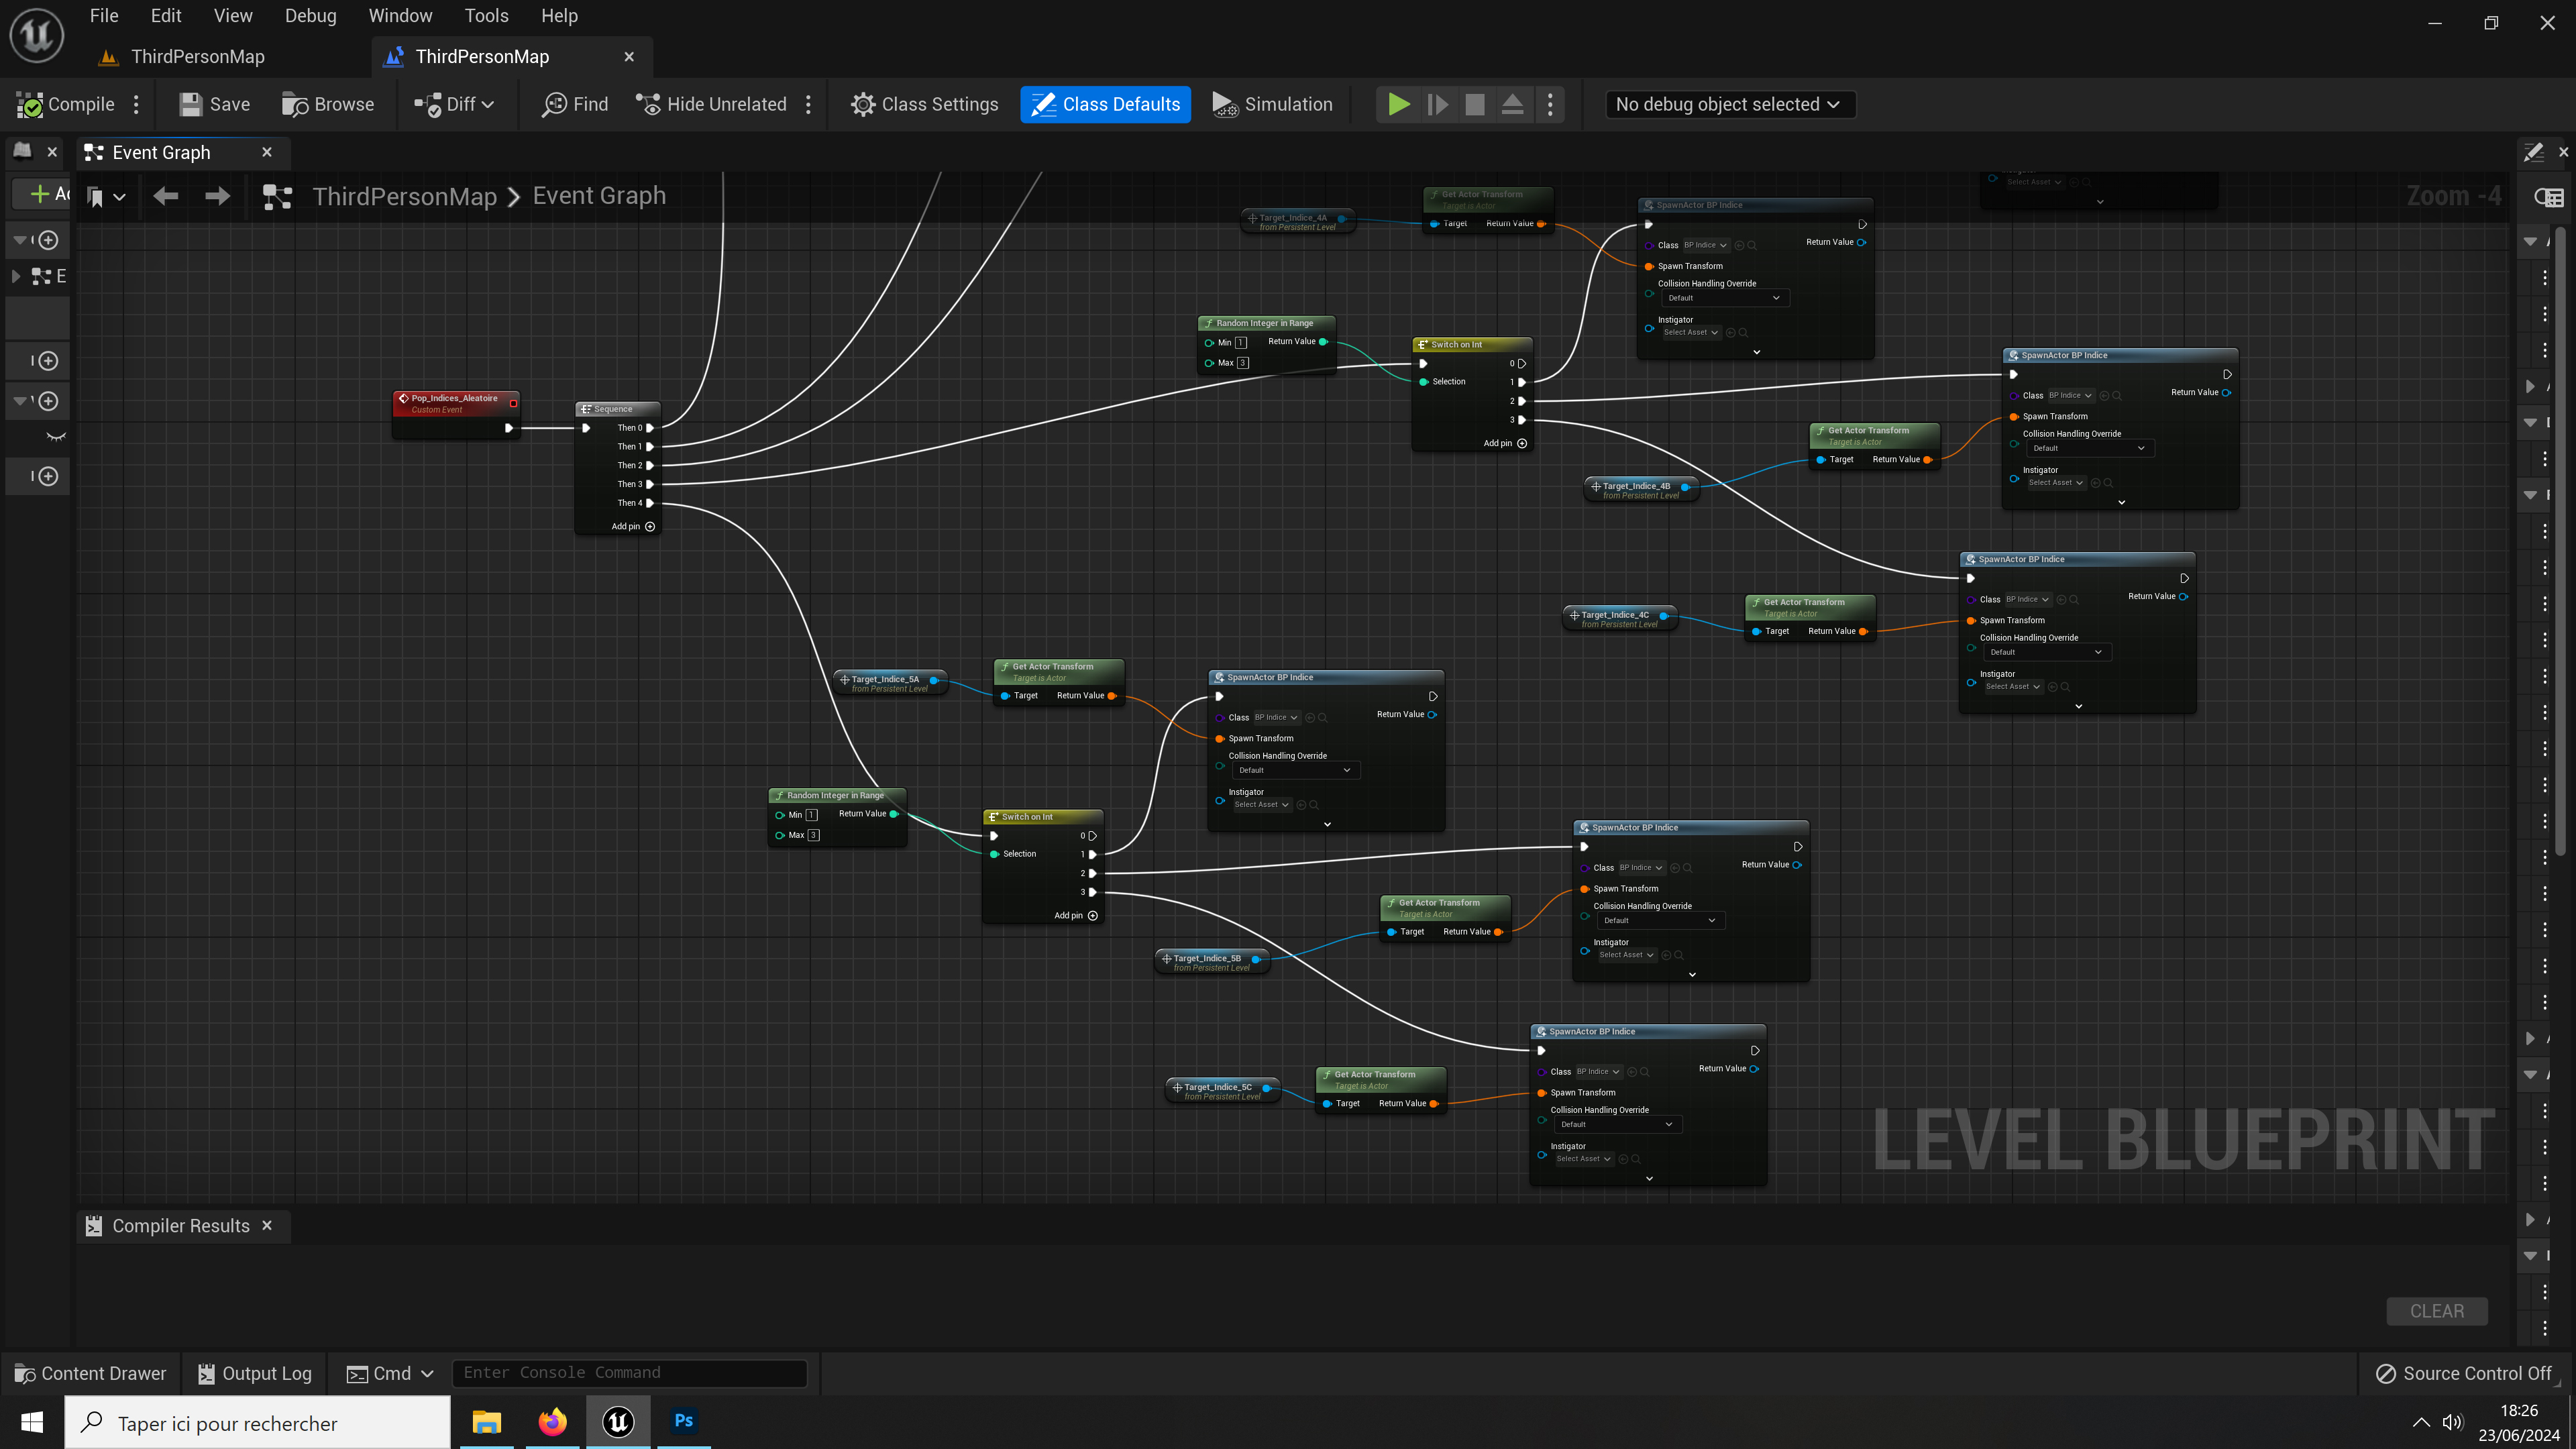 File Edit View Debug Window Tools Help
ThirdPersonMap
ThirdPersonMap
Compile Save Browse Diff Find Hide Unrelated Class Settings Class Defaults Simulation No debug object selected
Event Graph
ThirdPersonMap > Event Graph
Zoom -4
Select Asset
Target_Indice_4A
from Persistent Level
Get Actor Transform
Target is Actor
Target Return Value
SpawnActor BP Indice
Class BP Indice Return Value
Spawn Transform
Collision Handling Override
Default
Instigator
Select Asset
Random Integer in Range
Min 1 Return Value
Max 3
Switch on Int
0
Selection 1
2
3
Add pin
SpawnActor BP Indice
Class BP Indice Return Value
Spawn Transform
Collision Handling Override
Default
Instigator
Select Asset
Get Actor Transform
Target is Actor
Target Return Value
Target_Indice_4B
from Persistent Level
Pop_Indices_Aleatoire
Custom Event
Sequence
Then 0
Then 1
Then 2
Then 3
Then 4
Add pin
SpawnActor BP Indice
Class BP Indice Return Value
Spawn Transform
Collision Handling Override
Default
Instigator
Select Asset
Get Actor Transform
Target is Actor
Target Return Value
Target_Indice_4C
from Persistent Level
Target_Indice_5A
from Persistent Level
Get Actor Transform
Target is Actor
Target Return Value
SpawnActor BP Indice
Class BP Indice Return Value
Spawn Transform
Collision Handling Override
Default
Instigator
Select Asset
Random Integer in Range
Min 1 Return Value
Max 3
Switch on Int
0
Selection 1
2
3
Add pin
SpawnActor BP Indice
Class BP Indice Return Value
Spawn Transform
Collision Handling Override
Default
Instigator
Select Asset
Get Actor Transform
Target is Actor
Target Return Value
Target_Indice_5B
from Persistent Level
SpawnActor BP Indice
Class BP Indice Return Value
Spawn Transform
Collision Handling Override
Default
Instigator
Select Asset
Get Actor Transform
Target is Actor
Target Return Value
Target_Indice_5C
from Persistent Level
LEVEL BLUEPRINT
Compiler Results
CLEAR
Content Drawer Output Log Cmd Enter Console Command Source Control Off
Taper ici pour rechercher
Ps
18:26
23/06/2024